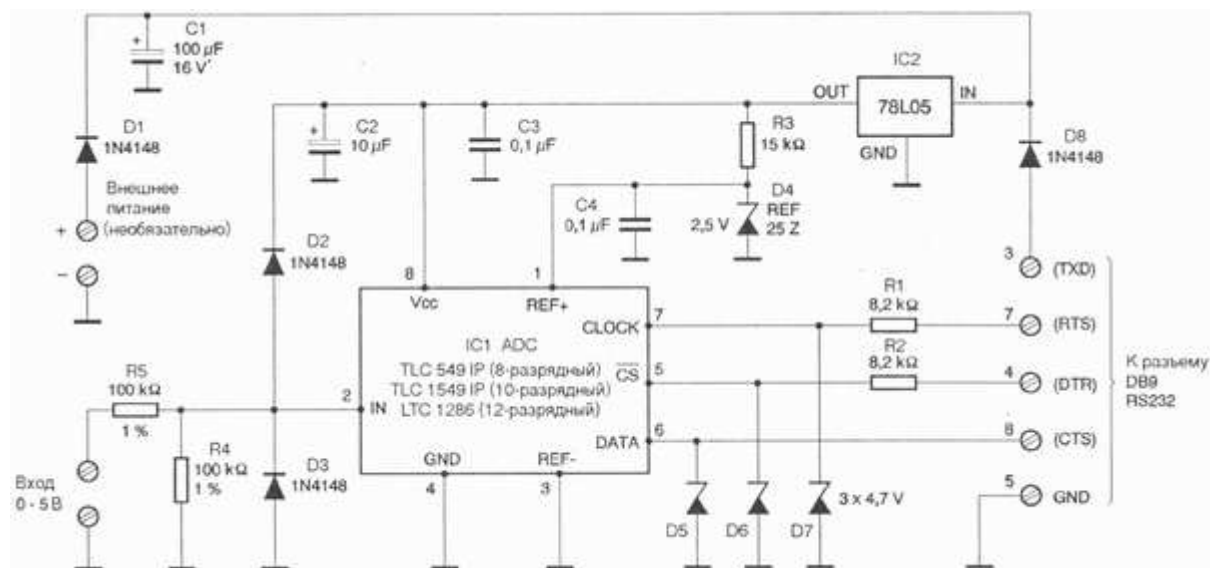 C1
+
100 µF
16 V
IC2
OUT
78L05
IN
GND
D1
1N4148
C2
+
10 µF
C3
0,1 µF
R3
15 kΩ
D8
1N4148
Внешнее
питание
(необязательно)
+
–
C4
0,1 µF
2,5 V
D4
REF
25 Z
D2
1N4148
8
1
Vcc
REF+
3
(TXD)
R1
8,2 kΩ
CLOCK
7
7
(RTS)
IC1 ADC
TLC 549 IP (8-разрядный)
TLC 1549 IP (10-разрядный)
LTC 1286 (12-разрядный)
CS
5
R2
8,2 kΩ
4
(DTR)
К разъему
DB9
RS232
R5
100 kΩ
1 %
2
IN
DATA
6
8
(CTS)
R4
100 kΩ
1 %
D3
1N4148
GND
REF-
4
3
Вход
0 - 5 В
D5
D6
D7
3 x 4,7 V
5
GND